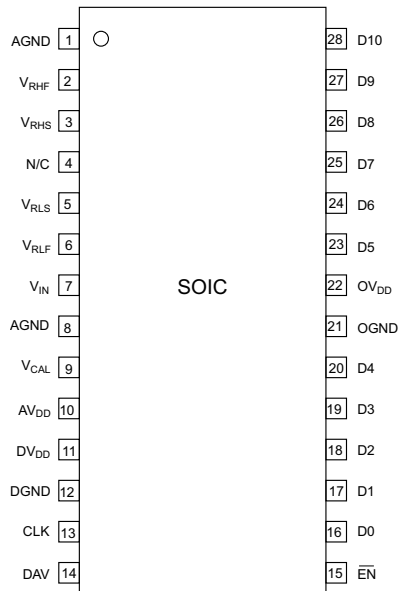 AGND 1 28 D10
VRHF 2 27 D9
VRHS 3 26 D8
N/C 4 25 D7
VRLS 5 24 D6
VRLF 6 23 D5
VIN 7 SOIC 22 OVDD
AGND 8 21 OGND
VCAL 9 20 D4
AVDD 10 19 D3
DVDD 11 18 D2
DGND 12 17 D1
CLK 13 16 D0
DAV 14 15 E̅N̅